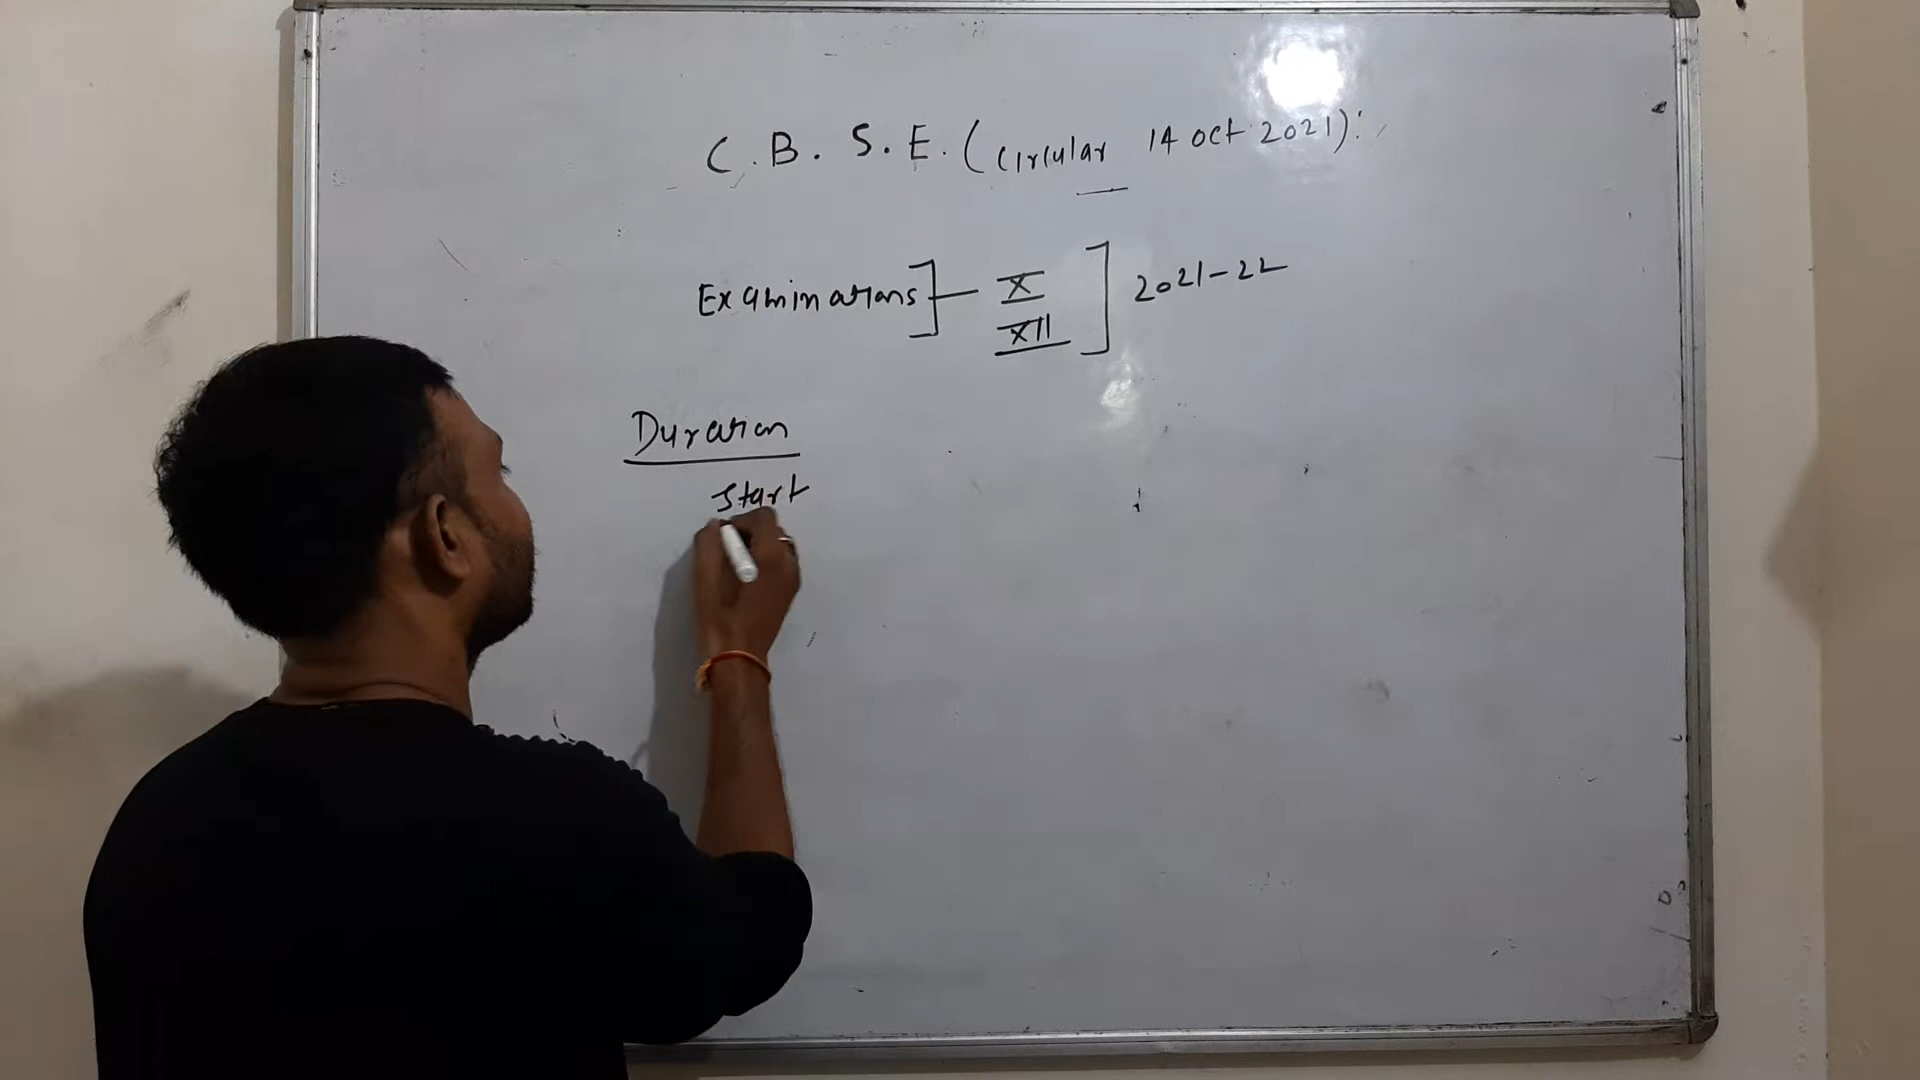 C. B. S. E. (Circular 14 Oct 2021):
Examinations] — X ] 2021-22
XII
Duration
Start